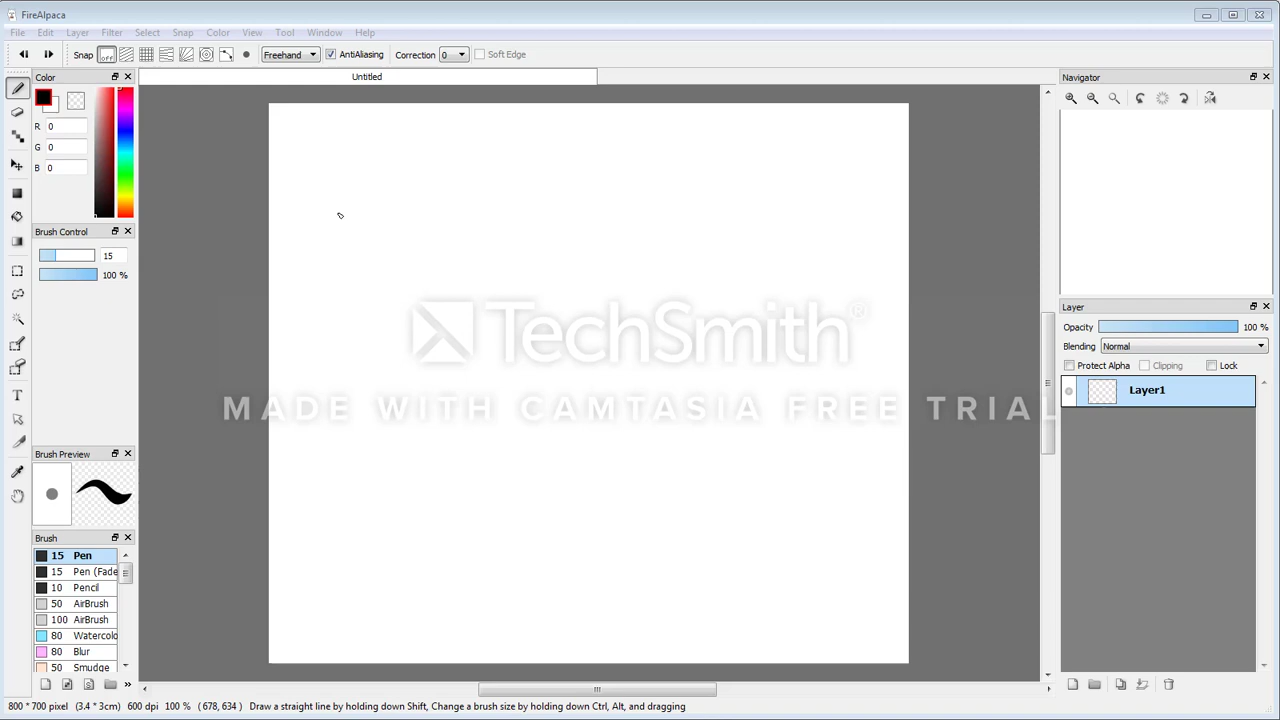 FireAlpaca
File Edit Layer Filter Select Snap Color View Tool Window Help
Snap off Freehand AntiAliasing Correction 0 Soft Edge
Color
Untitled
Navigator
R 0
G 0
B 0
Brush Control
15
100 %
TechSmith®
MADE WITH CAMTASIA FREE TRIAL
Layer
Opacity 100 %
Blending Normal
Protect Alpha Clipping Lock
Layer1
T
Brush Preview
Brush
15 Pen
15 Pen (Fade
10 Pencil
50 AirBrush
100 AirBrush
80 Watercolo
80 Blur
50 Smudge
800 * 700 pixel (3.4 * 3cm) 600 dpi 100 % ( 678, 634 ) Draw a straight line by holding down Shift, Change a brush size by holding down Ctrl, Alt, and dragging